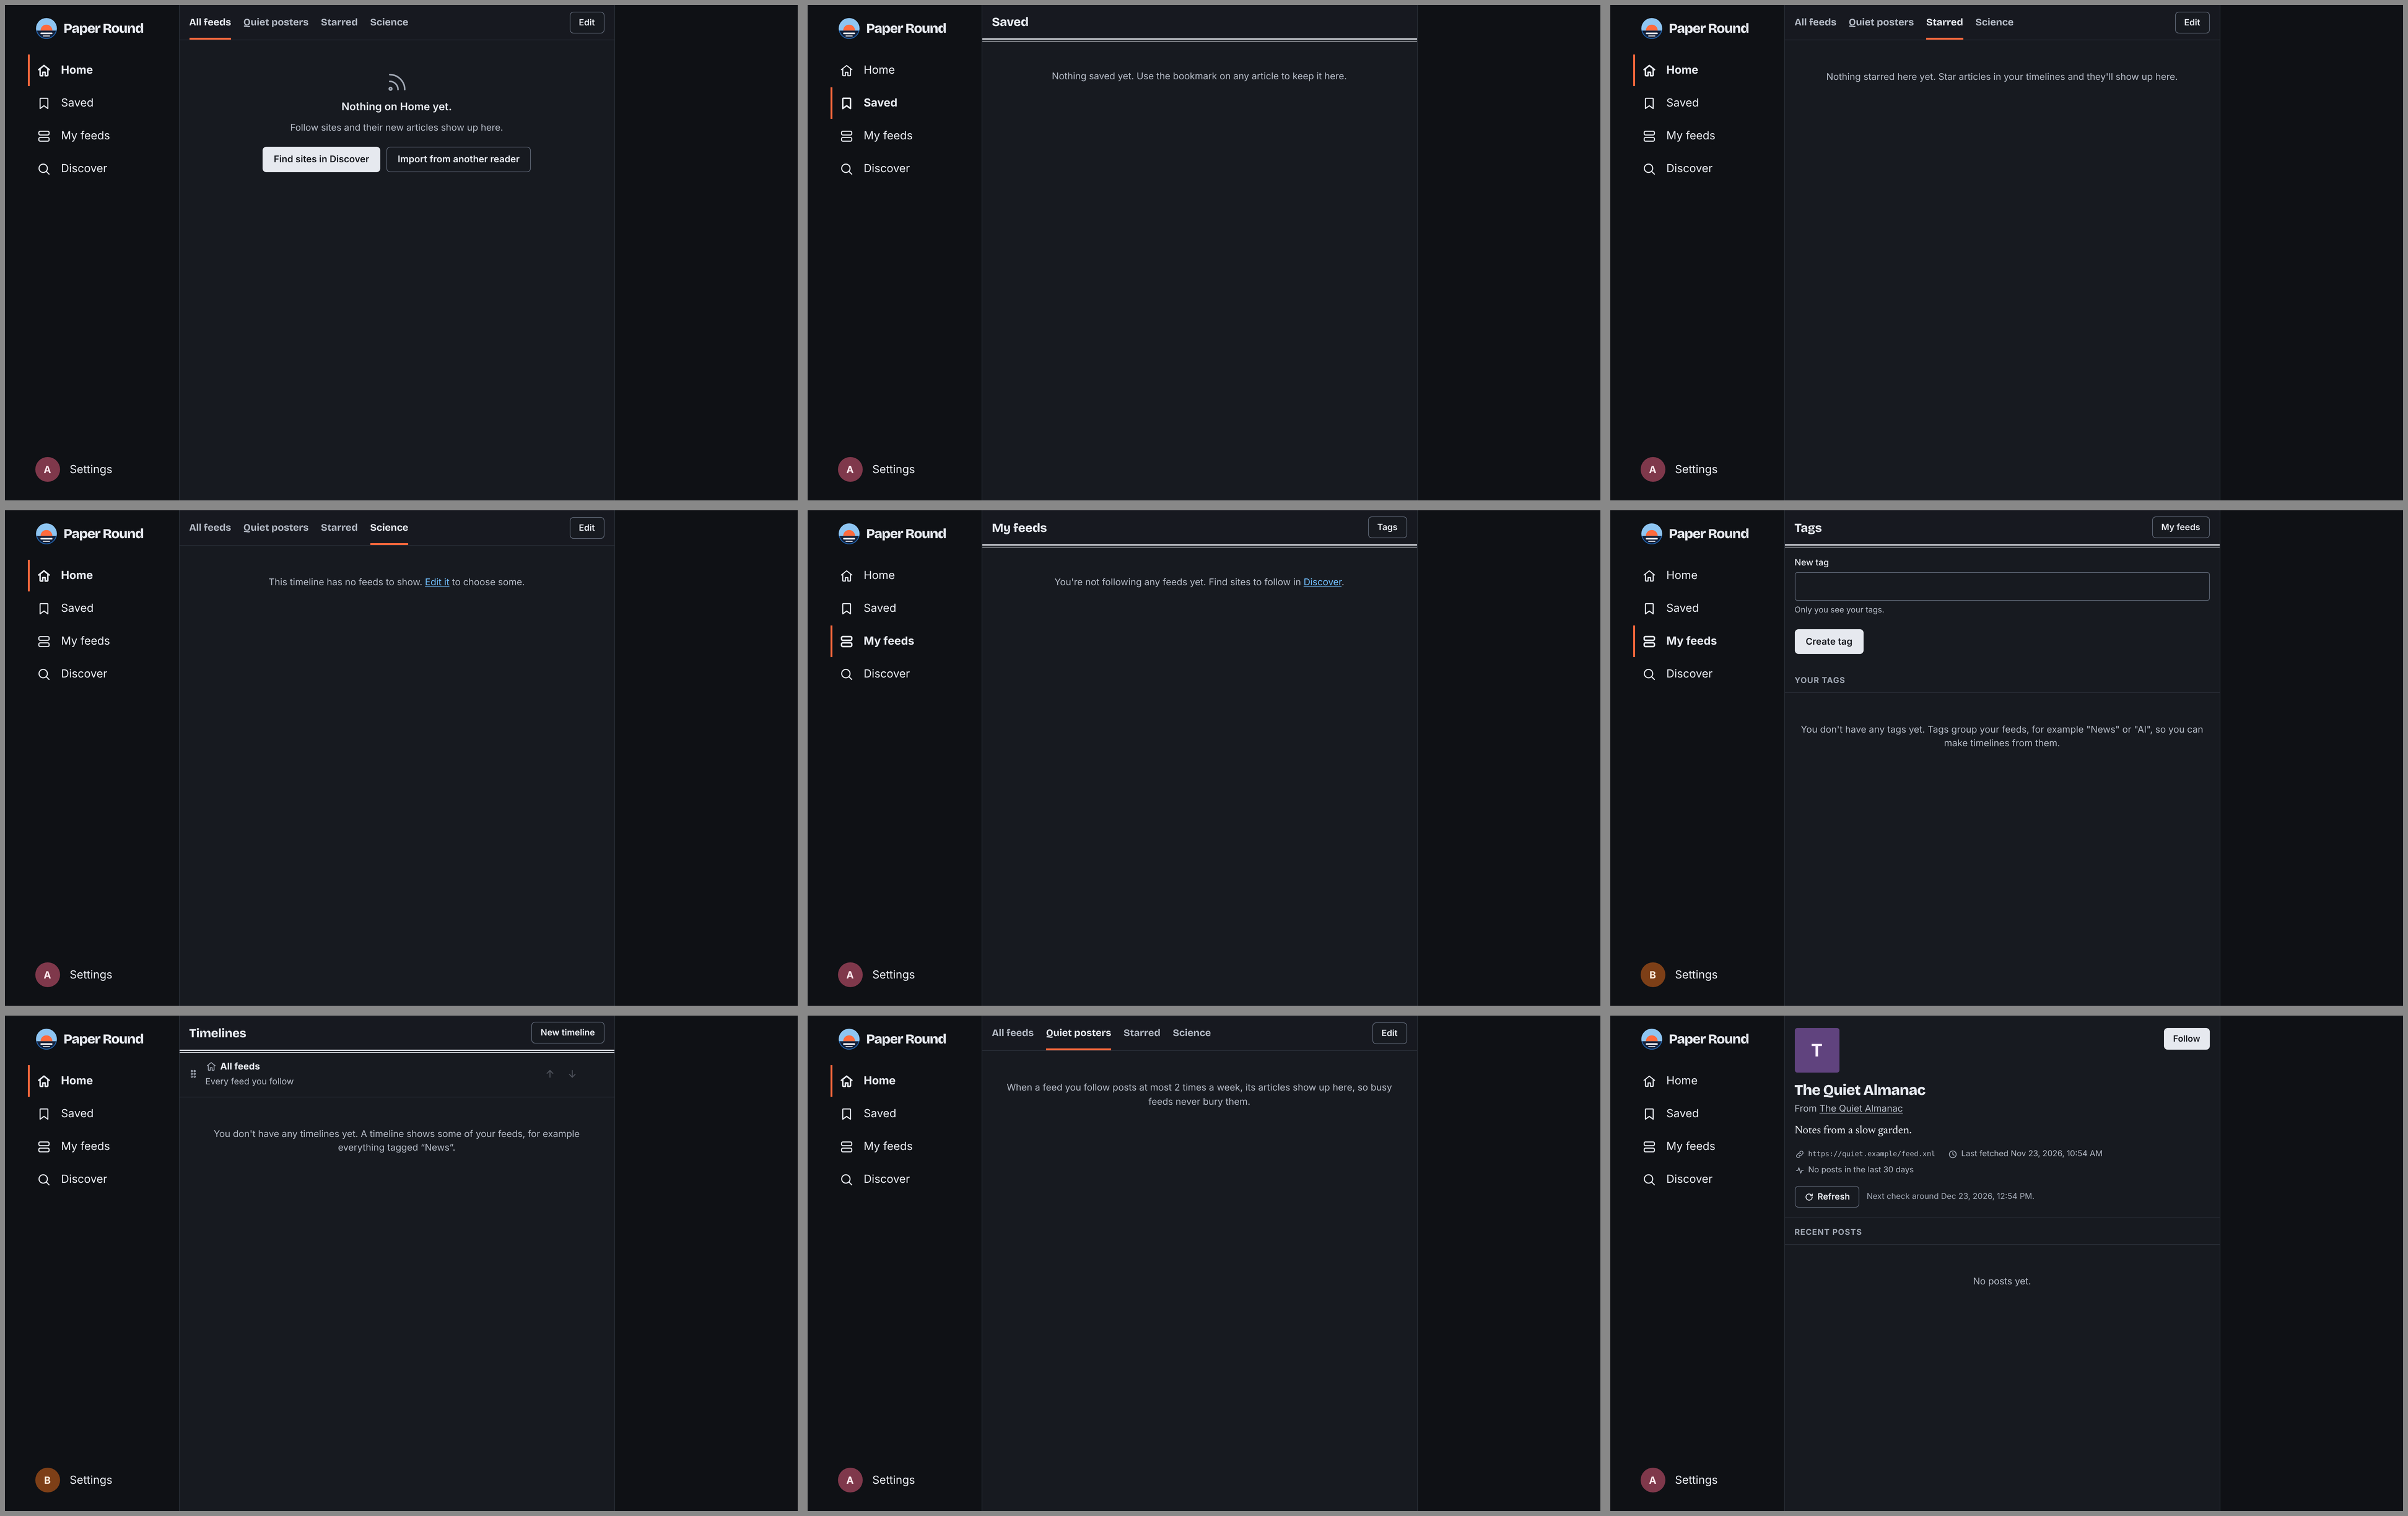 Paper Round
Home
Saved
My feeds
Discover
A
Settings
All feeds Quiet posters Starred Science
Edit
Nothing on Home yet.
Follow sites and their new articles show up here.
Find sites in Discover
Import from another reader
Paper Round
Home
Saved
My feeds
Discover
A
Settings
Saved
Nothing saved yet. Use the bookmark on any article to keep it here.
Paper Round
Home
Saved
My feeds
Discover
A
Settings
All feeds Quiet posters Starred Science
Edit
Nothing starred here yet. Star articles in your timelines and they'll show up here.
Paper Round
Home
Saved
My feeds
Discover
A
Settings
All feeds Quiet posters Starred Science
Edit
This timeline has no feeds to show. Edit it to choose some.
Paper Round
Home
Saved
My feeds
Discover
A
Settings
My feeds
Tags
You're not following any feeds yet. Find sites to follow in Discover.
Paper Round
Home
Saved
My feeds
Discover
B
Settings
Tags
My feeds
New tag
Only you see your tags.
Create tag
YOUR TAGS
You don't have any tags yet. Tags group your feeds, for example "News" or "AI", so you can
make timelines from them.
Paper Round
Home
Saved
My feeds
Discover
B
Settings
Timelines
New timeline
All feeds
Every feed you follow
You don't have any timelines yet. A timeline shows some of your feeds, for example
everything tagged “News”.
Paper Round
Home
Saved
My feeds
Discover
A
Settings
All feeds Quiet posters Starred Science
Edit
When a feed you follow posts at most 2 times a week, its articles show up here, so busy
feeds never bury them.
Paper Round
Home
Saved
My feeds
Discover
A
Settings
T
Follow
The Quiet Almanac
From The Quiet Almanac
Notes from a slow garden.
https://quiet.example/feed.xml Last fetched Nov 23, 2026, 10:54 AM
No posts in the last 30 days
Refresh Next check around Dec 23, 2026, 12:54 PM.
RECENT POSTS
No posts yet.